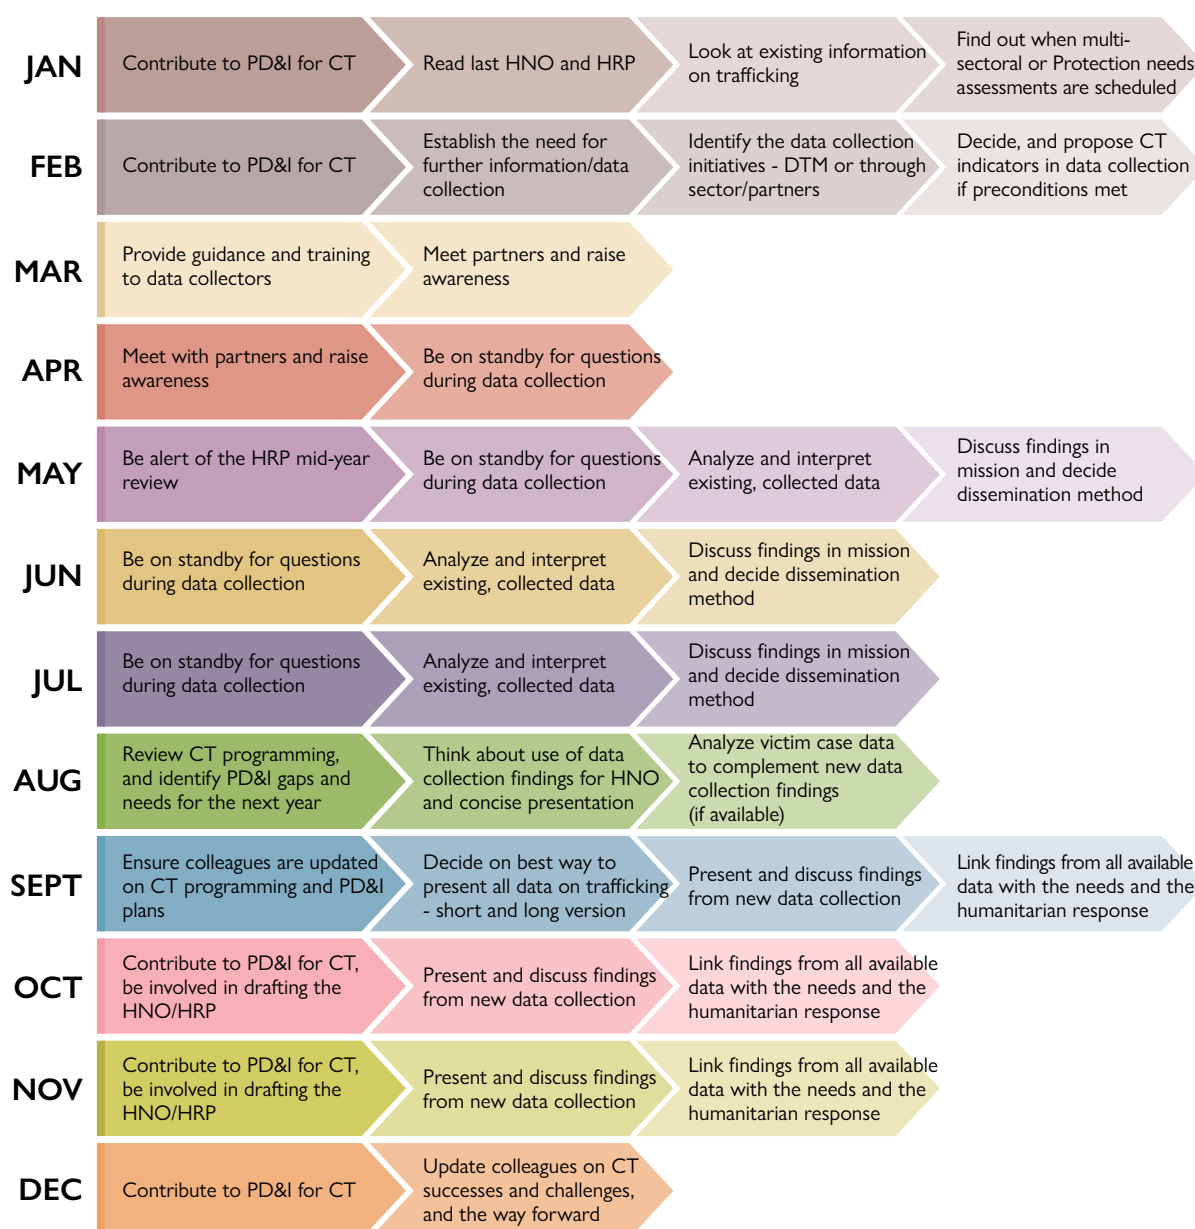 JAN
Contribute to PD&I for CT
Read last HNO and HRP
Look at existing information
on trafficking
Find out when multi-
sectoral or Protection needs
assessments are scheduled
FEB
Contribute to PD&I for CT
Establish the need for
further information/data
collection
Identify the data collection
initiatives - DTM or through
sector/partners
Decide, and propose CT
indicators in data collection
if preconditions met
MAR
Provide guidance and training
to data collectors
Meet partners and raise
awareness
APR
Meet with partners and raise
awareness
Be on standby for questions
during data collection
MAY
Be alert of the HRP mid-year
review
Be on standby for questions
during data collection
Analyze and interpret
existing, collected data
Discuss findings in
mission and decide
dissemination method
JUN
Be on standby for questions
during data collection
Analyze and interpret
existing, collected data
Discuss findings in mission
and decide dissemination
method
JUL
Be on standby for questions
during data collection
Analyze and interpret
existing, collected data
Discuss findings in mission
and decide dissemination
method
AUG
Review CT programming,
and identify PD&I gaps and
needs for the next year
Think about use of data
collection findings for HNO
and concise presentation
Analyze victim case data
to complement new data
collection findings
(if available)
SEPT
Ensure colleagues are updated
on CT programming and PD&I
plans
Decide on best way to
present all data on trafficking
- short and long version
Present and discuss findings
from new data collection
Link findings from all available
data with the needs and the
humanitarian response
OCT
Contribute to PD&I for CT,
be involved in drafting the
HNO/HRP
Present and discuss findings
from new data collection
Link findings from all available
data with the needs and the
humanitarian response
NOV
Contribute to PD&I for CT,
be involved in drafting the
HNO/HRP
Present and discuss findings
from new data collection
Link findings from all available
data with the needs and the
humanitarian response
DEC
Contribute to PD&I for CT
Update colleagues on CT
successes and challenges,
and the way forward